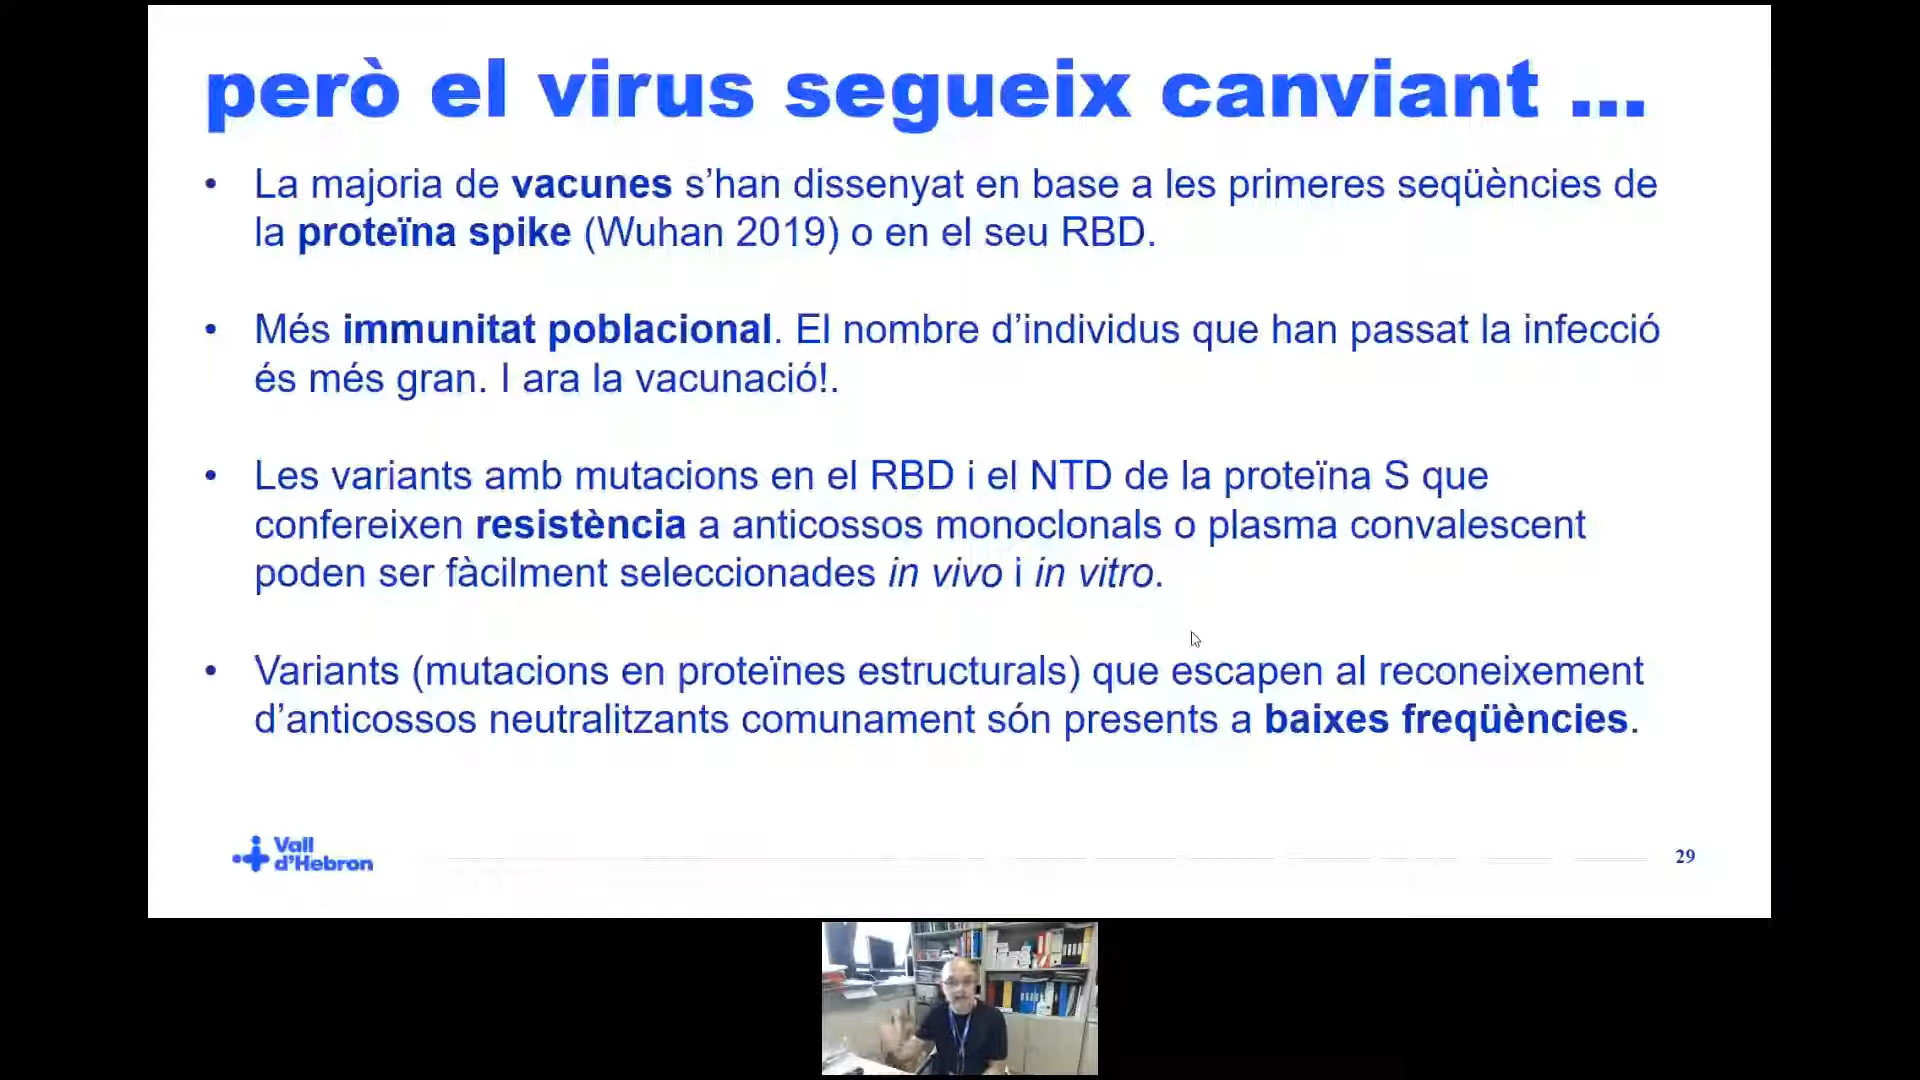 però el virus segueix canviant ...
• La majoria de vacunes s’han dissenyat en base a les primeres seqüències de
la proteïna spike (Wuhan 2019) o en el seu RBD.
• Més immunitat poblacional. El nombre d’individus que han passat la infecció
és més gran. I ara la vacunació!.
• Les variants amb mutacions en el RBD i el NTD de la proteïna S que
confereixen resistència a anticossos monoclonals o plasma convalescent
poden ser fàcilment seleccionades in vivo i in vitro.
• Variants (mutacions en proteïnes estructurals) que escapen al reconeixement
d’anticossos neutralitzants comunament són presents a baixes freqüències.
Vall
d’Hebron
29